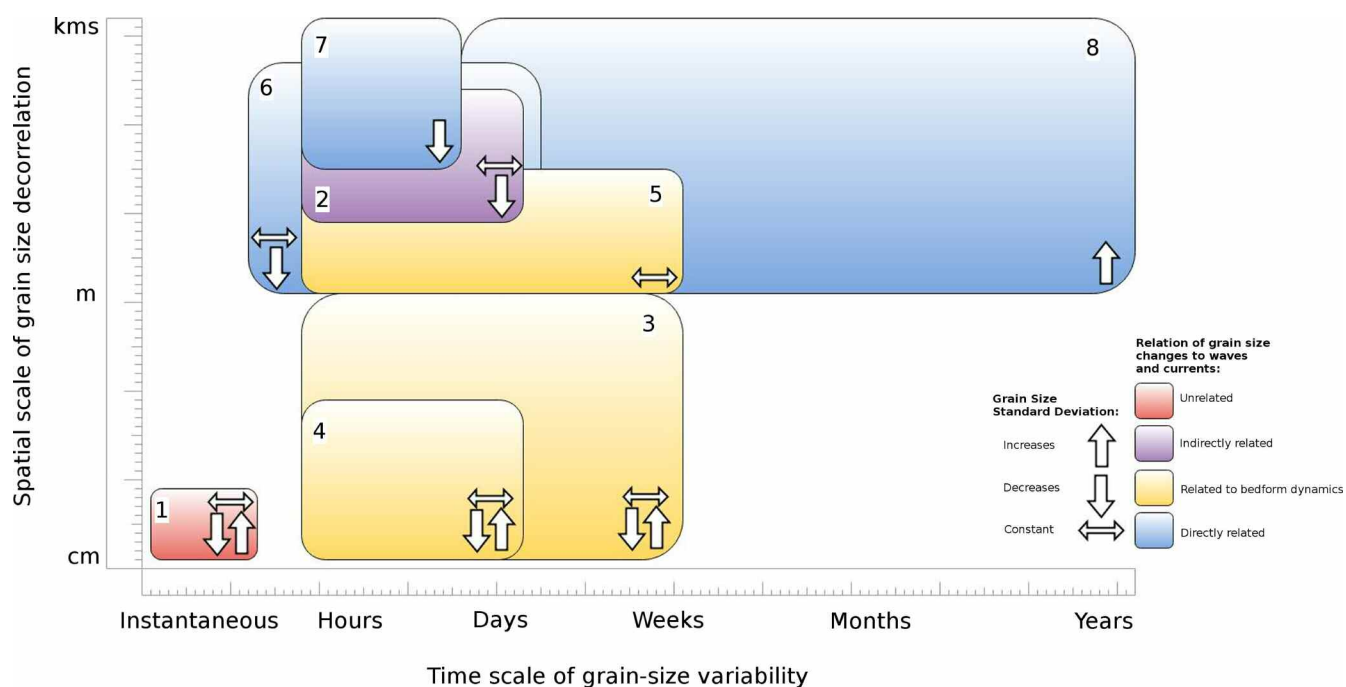 kms
7
8
6
2
5
m
3
4
1
cm
Spatial scale of grain size decorrelation
Relation of grain size
changes to waves
and currents:
Grain Size
Standard Deviation:
Unrelated
Increases
Indirectly related
Decreases
Related to bedform dynamics
Constant
Directly related
Instantaneous Hours Days Weeks Months Years
Time scale of grain-size variability